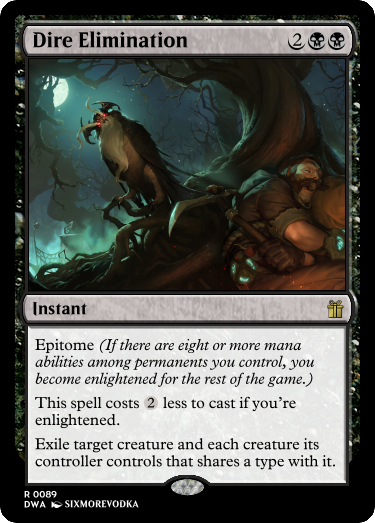 Dire Elimination 2
Instant
Epitome (If there are eight or more mana
abilities among permanents you control, you
become enlightened for the rest of the game.)
This spell costs 2 less to cast if you're
enlightened.
Exile target creature and each creature its
controller controls that shares a type with it.
R 0089
DWA SIXMOREVODKA